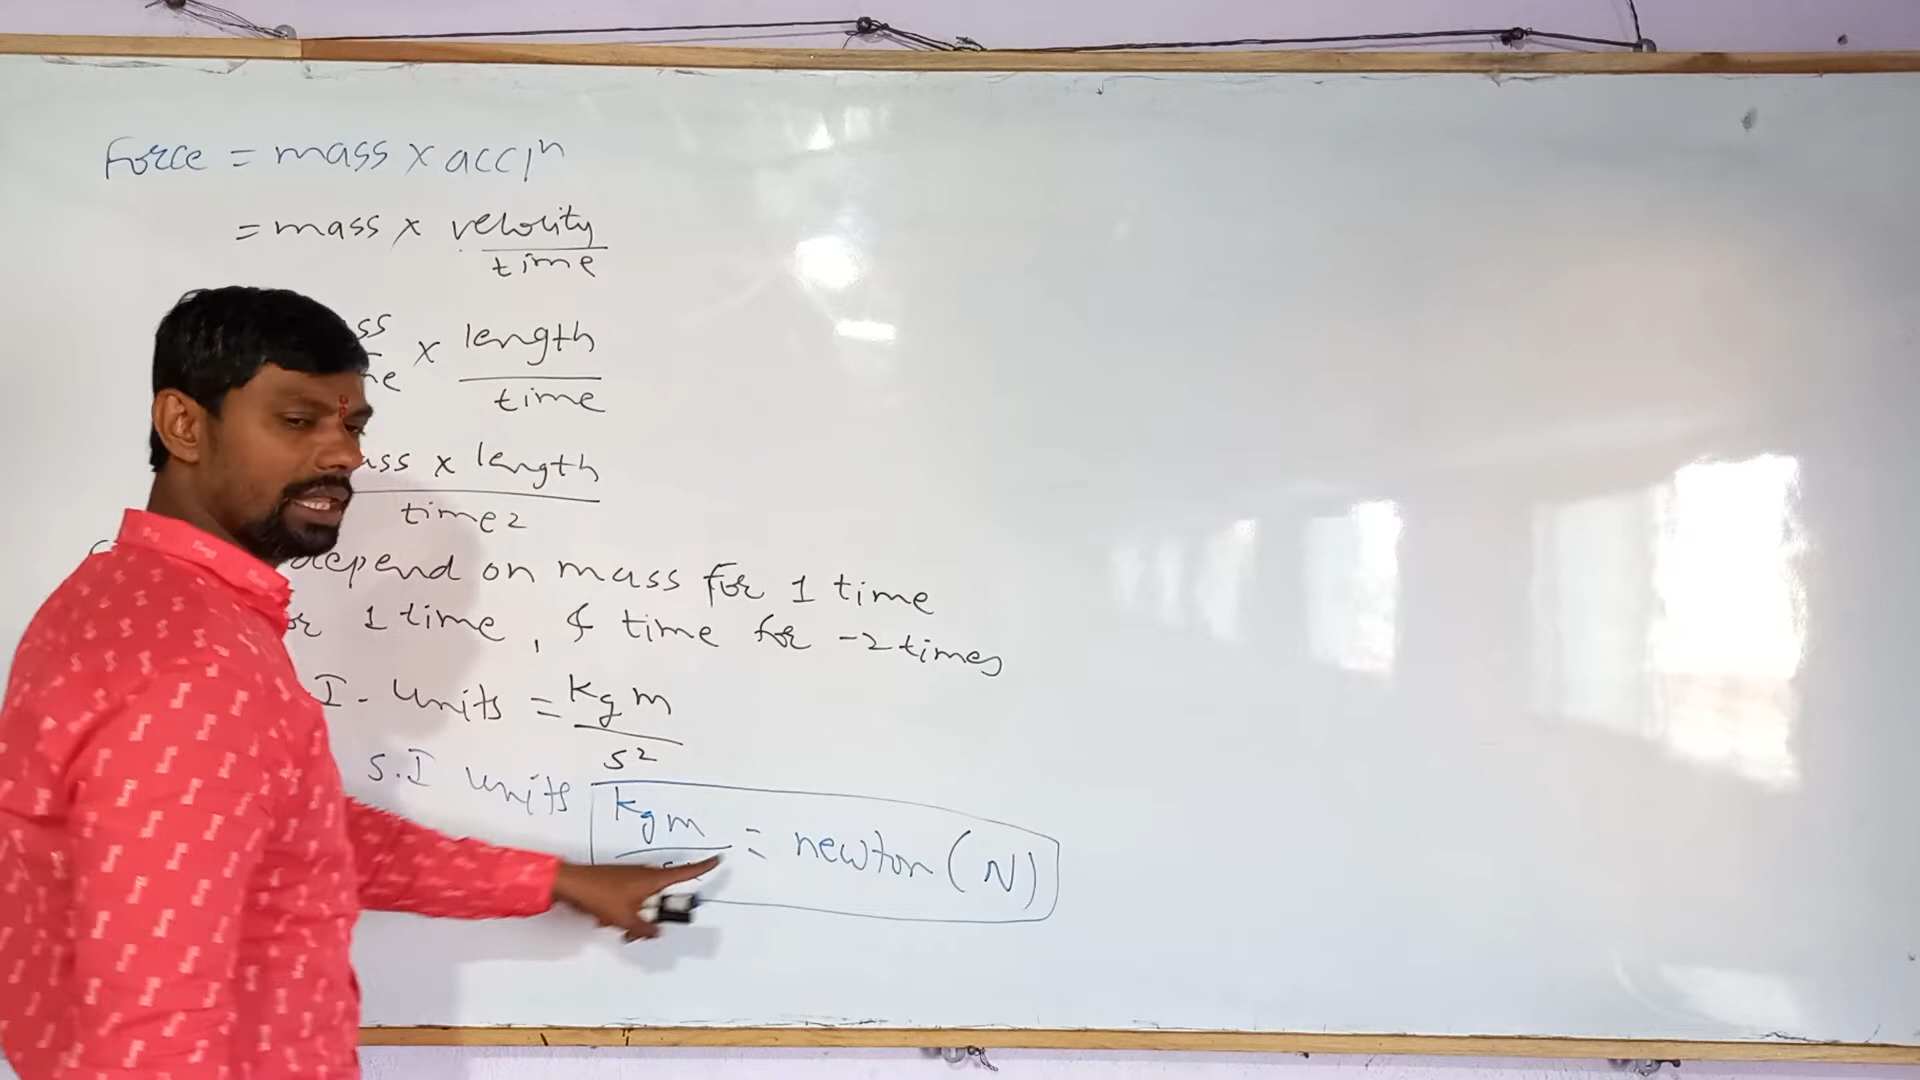 Force = mass x accln
= mass x velocity
time
x length
time
x length
time2
depend on mass for 1 time
1 time, & time for -2 times
I - Units = kg m
s2
S.I units kg m = newton (N)